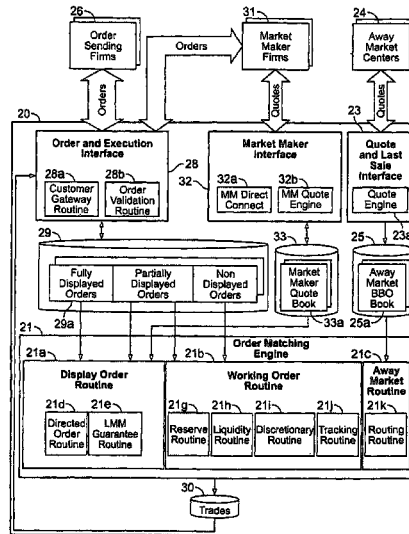 26
Order
Sending
Firms
31
Market
Maker
Firms
24
Away
Market
Centers
Orders
Orders
Quotes
Quotes
20
23
Order and Execution
Interface
28a
Customer
Gateway
Routine
28b
Order
Validation
Routine
28
Market Maker
Interface
32
32a
MM Direct
Connect
32b
MM Quote
Engine
Quote
and Last
Sale
Interface
Quote
Engine
23a
29
Fully
Displayed
Orders
Partially
Displayed
Orders
Non
Displayed
Orders
29a
33
Market
Maker
Quote
Book
33a
25
Away
Market
BBO
Book
25a
21
Order Matching
Engine
21a
Display Order
Routine
21d
Directed
Order
Routine
21e
LMM
Guarantee
Routine
21b
Working Order
Routine
21g
Reserve
Routine
21h
Liquidity
Routine
21i
Discretionary
Routine
21j
Tracking
Routine
21c
Away
Market
Routine
21k
Routing
Routine
30
Trades